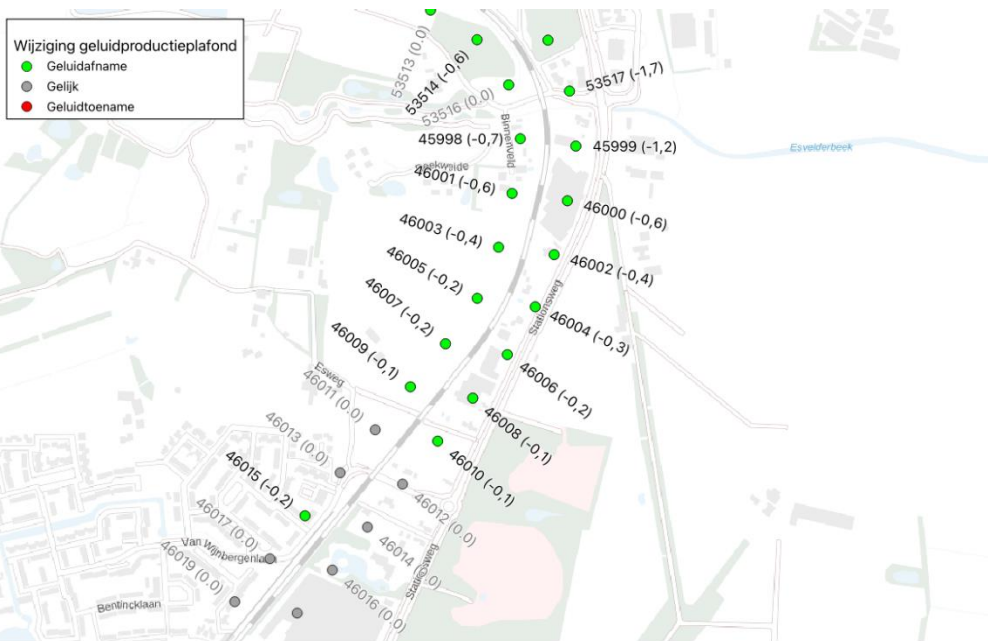 Wijziging geluidproductieplafond
Geluidafname
Gelijk
Geluidtoename
53513 (0.0)
53514 (-0,6)
53516 (0.0)
53517 (-1,7)
Binnenveld
45998 (-0,7)
45999 (-1,2)
Esvelderbeek
46001 (-0,6)
46000 (-0,6)
46003 (-0,4)
46002 (-0,4)
46005 (-0,2)
Stationsweg
46004 (-0,3)
46007 (-0,2)
46006 (-0,2)
46009 (-0,1)
Esweg
46008 (-0,1)
46011 (0.0)
46010 (-0,1)
46013 (0.0)
46012 (0.0)
46015 (-0,2)
46014 (0.0)
46017 (0.0)
Van Wijnbergenlaan
46016 (0.0)
Stationsweg
46019 (0.0)
Bentincklaan